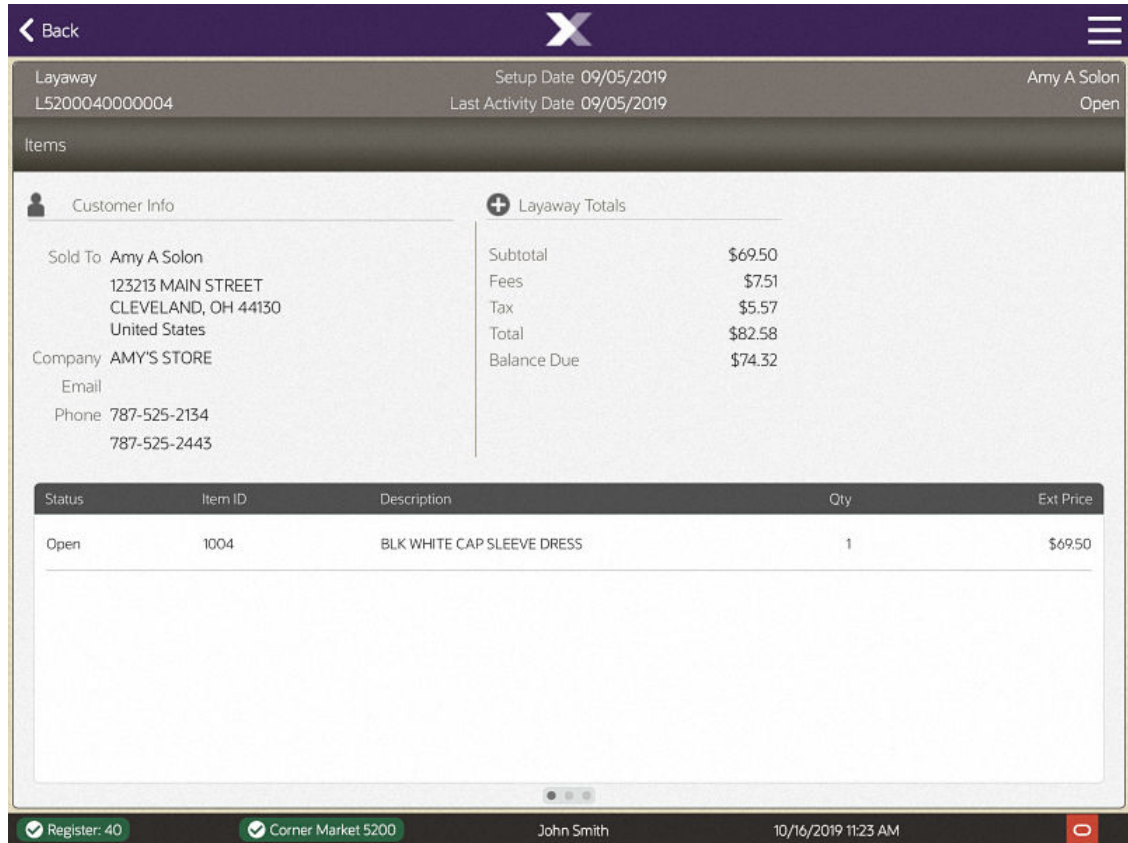 Back
Layaway Setup Date 09/05/2019 Amy A Solon
L5200040000004 Last Activity Date 09/05/2019 Open
Items
Customer Info
Sold To Amy A Solon
123213 MAIN STREET
CLEVELAND, OH 44130
United States
Company AMY'S STORE
Email
Phone 787-525-2134
787-525-2443
Layaway Totals
Subtotal $69.50
Fees $7.51
Tax $5.57
Total $82.58
Balance Due $74.32
Status Item ID Description Qty Ext Price
Open 1004 BLK WHITE CAP SLEEVE DRESS 1 $69.50
Register: 40 Corner Market 5200 John Smith 10/16/2019 11:23 AM